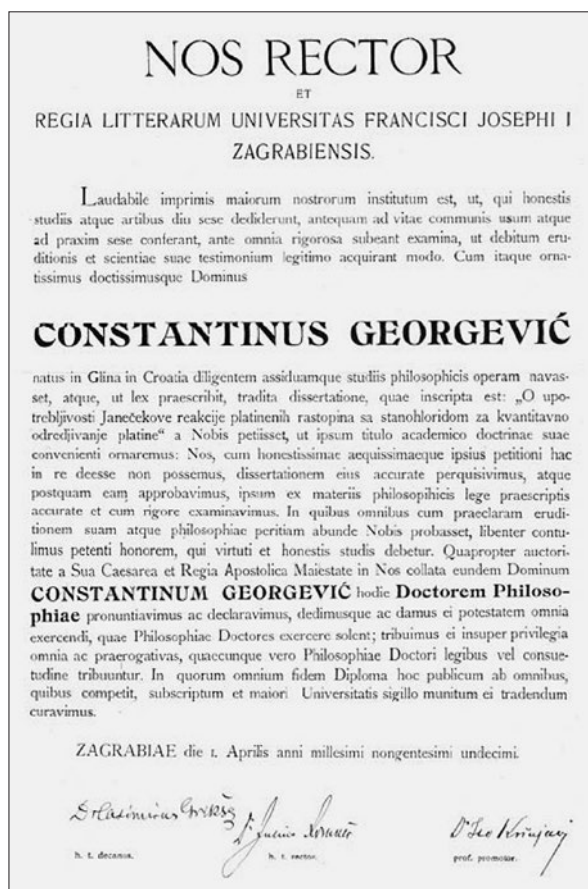 NOS RECTOR
ET
REGIA LITTERARUM UNIVERSITAS FRANCISCI JOSEPHI I
ZAGRABIENSIS.
Laudabile imprimis maiorum nostrorum institutum est, ut, qui honestis
studiis atque artibus diu sese dediderunt, antequam ad vitae communis usum atque
ad praxim sese conferant, ante omnia rigorosa subeant examina, ut debitum eru-
ditionis et scientiae suae testimonium legitimo acquirant modo. Cum itaque orna-
tissimus doctissimusque Dominus
CONSTANTINUS GEORGEVIĆ
natus in Glina in Croatia diligentem assiduamque studiis philosophicis operam navas-
set, atque, ut lex praescribit, tradita dissertatione, quae inscripta est: „O upo-
trebljivosti Janečekove reakcije platinenih rastopina sa stanohloridom za kvantitavno
odredjivanje platine“ a Nobis petiisset, ut ipsum titulo academico doctrinae suae
convenienti ornaremus: Nos, cum honestissimae aequissimaeque ipsius petitioni hac
in re deesse non possemus, dissertationem eius accurate perquisivimus, atque
postquam eam approbavimus, ipsum ex materiis philosopihicis lege praescriptis
accurate et cum rigore examinavimus. In quibus omnibus cum praeclaram erudi-
tionem suam atque philosophiae peritiam abunde Nobis probasset, libenter contu-
limus petenti honorem, qui virtuti et honestis studis debetur. Quapropter auctori-
tate a Sua Caesarea et Regia Apostolica Maiestate in Nos collata eundem Dominum
CONSTANTINUM GEORGEVIĆ hodie Doctorem Philoso-
phiae pronuntiavimus ac declaravimus, dedimusque ac damus ei potestatem omnia
exercendi, quae Philosophiae Doctores exercere solent; tribuimus ei insuper privilegia
omnia ac praerogativas, quaecunque vero Philosophiae Doctori legibus vel consue-
tudine tribuuntur. In quorum omnium fidem Diploma hoc publicum ab omnibus,
quibus competit, subscriptum et maiori Universitatis sigillo munitum ei tradendum
curavimus.
ZAGRABIAE die 1. Aprilis anni millesimi nongentesimi undecimi.
Dr Casimirus Dr Julius Dr Iso Kršnjavi
h. t. decanus. h. t. rector. prof. promotor.